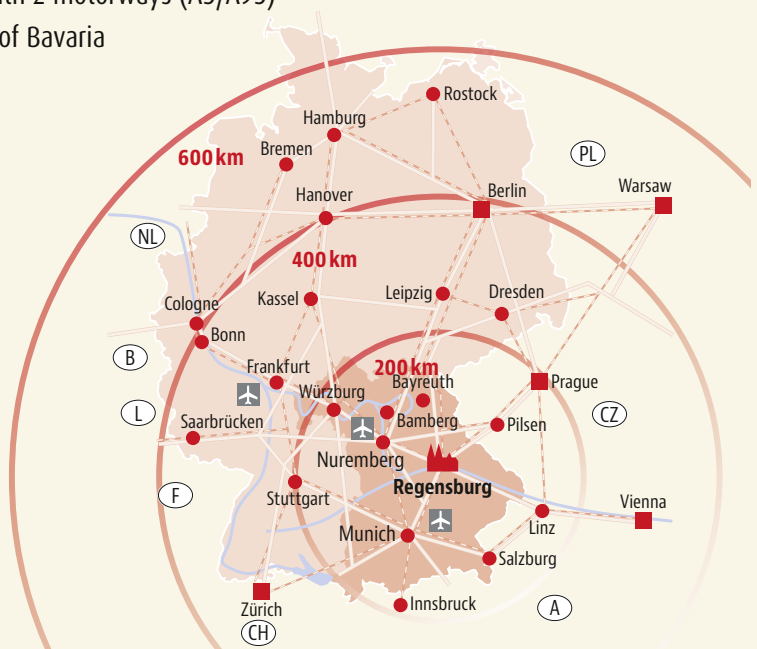 of Bavaria
Rostock
Hamburg
Bremen
600 km
PL
Hanover
Berlin
Warsaw
NL
400 km
Kassel
Leipzig
Dresden
Cologne
Bonn
B
Frankfurt
200 km
Bayreuth
Prague
Würzburg
L
Saarbrücken
Bamberg
CZ
Pilsen
Nuremberg
Regensburg
F
Stuttgart
Vienna
Munich
Linz
Salzburg
Zürich
Innsbruck
A
CH